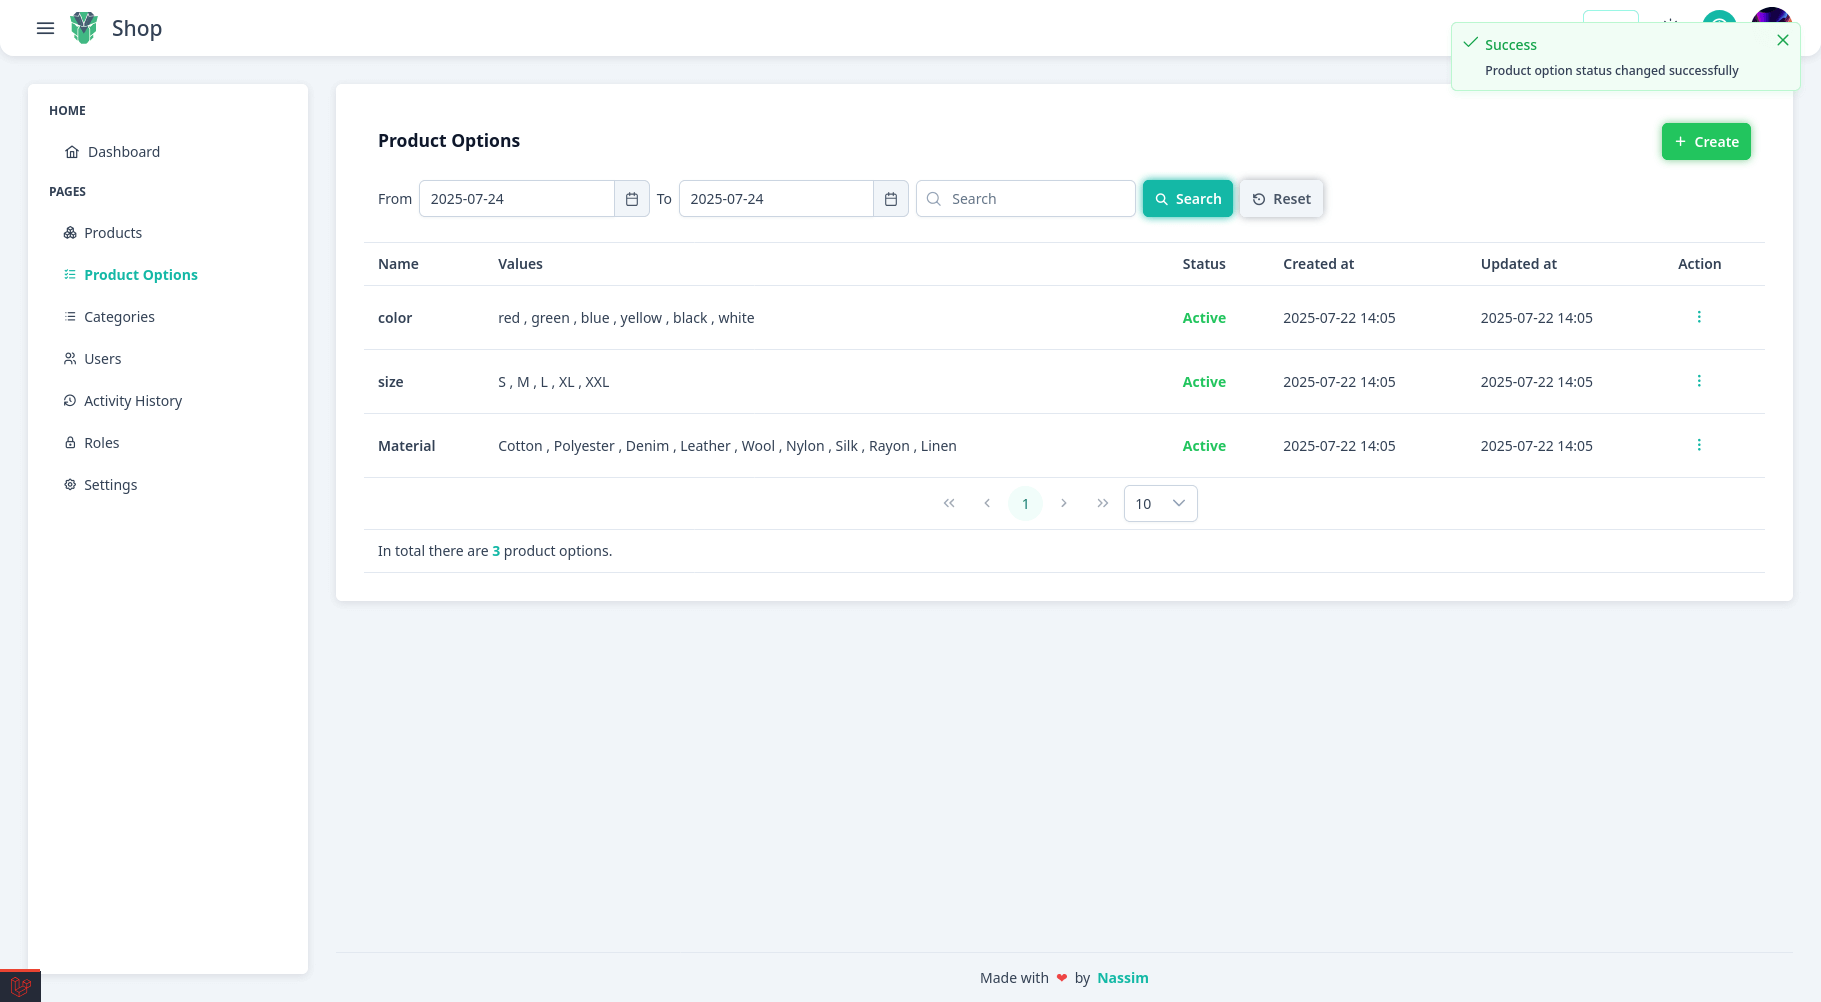 Shop
Success
Product option status changed successfully
HOME
Dashboard
PAGES
Products
Product Options
Categories
Users
Activity History
Roles
Settings
Product Options
+ Create
From 2025-07-24 To 2025-07-24 Search Search Reset
Name Values Status Created at Updated at Action
color red , green , blue , yellow , black , white Active 2025-07-22 14:05 2025-07-22 14:05
size S , M , L , XL , XXL Active 2025-07-22 14:05 2025-07-22 14:05
Material Cotton , Polyester , Denim , Leather , Wool , Nylon , Silk , Rayon , Linen Active 2025-07-22 14:05 2025-07-22 14:05
1 10
In total there are 3 product options.
Made with ❤ by Nassim